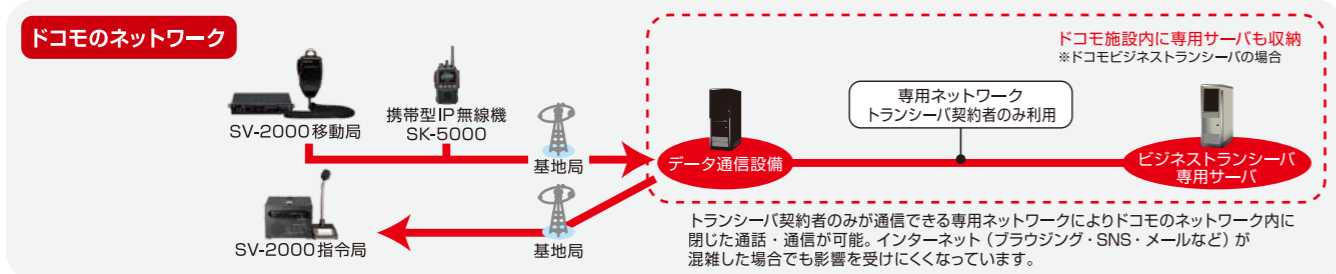 ドコモのネットワーク
ドコモ施設内に専用サーバも収納
※ドコモビジネストランシーバの場合
専用ネットワーク
トランシーバ契約者のみ利用
SV-2000移動局
携帯型IP無線機
SK-5000
基地局
データ通信設備
ビジネストランシーバ
専用サーバ
SV-2000指令局
基地局
トランシーバ契約者のみが通信できる専用ネットワークによりドコモのネットワーク内に
閉じた通話・通信が可能。インターネット（ブラウジング・SNS・メールなど）が
混雑した場合でも影響を受けにくくなっています。